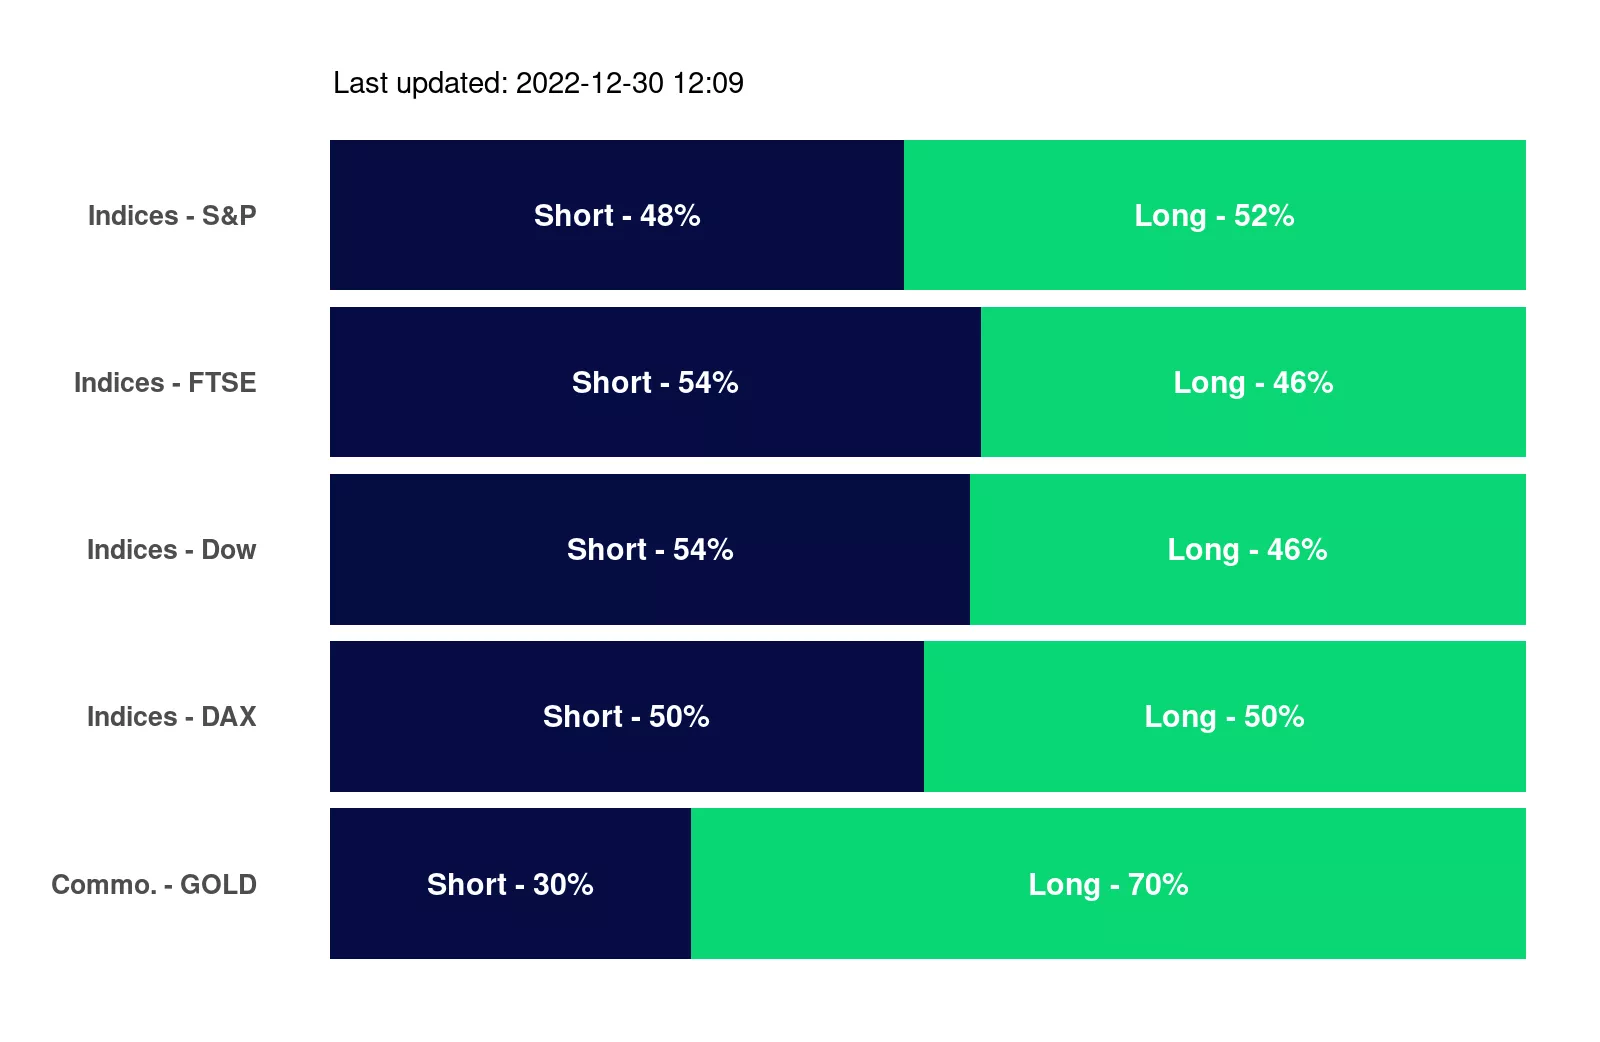 Last updated: 2022-12-30 12:09
Indices - S&P Short - 48% Long - 52%
Indices - FTSE Short - 54% Long - 46%
Indices - Dow Short - 54% Long - 46%
Indices - DAX Short - 50% Long - 50%
Commo. - GOLD Short - 30% Long - 70%